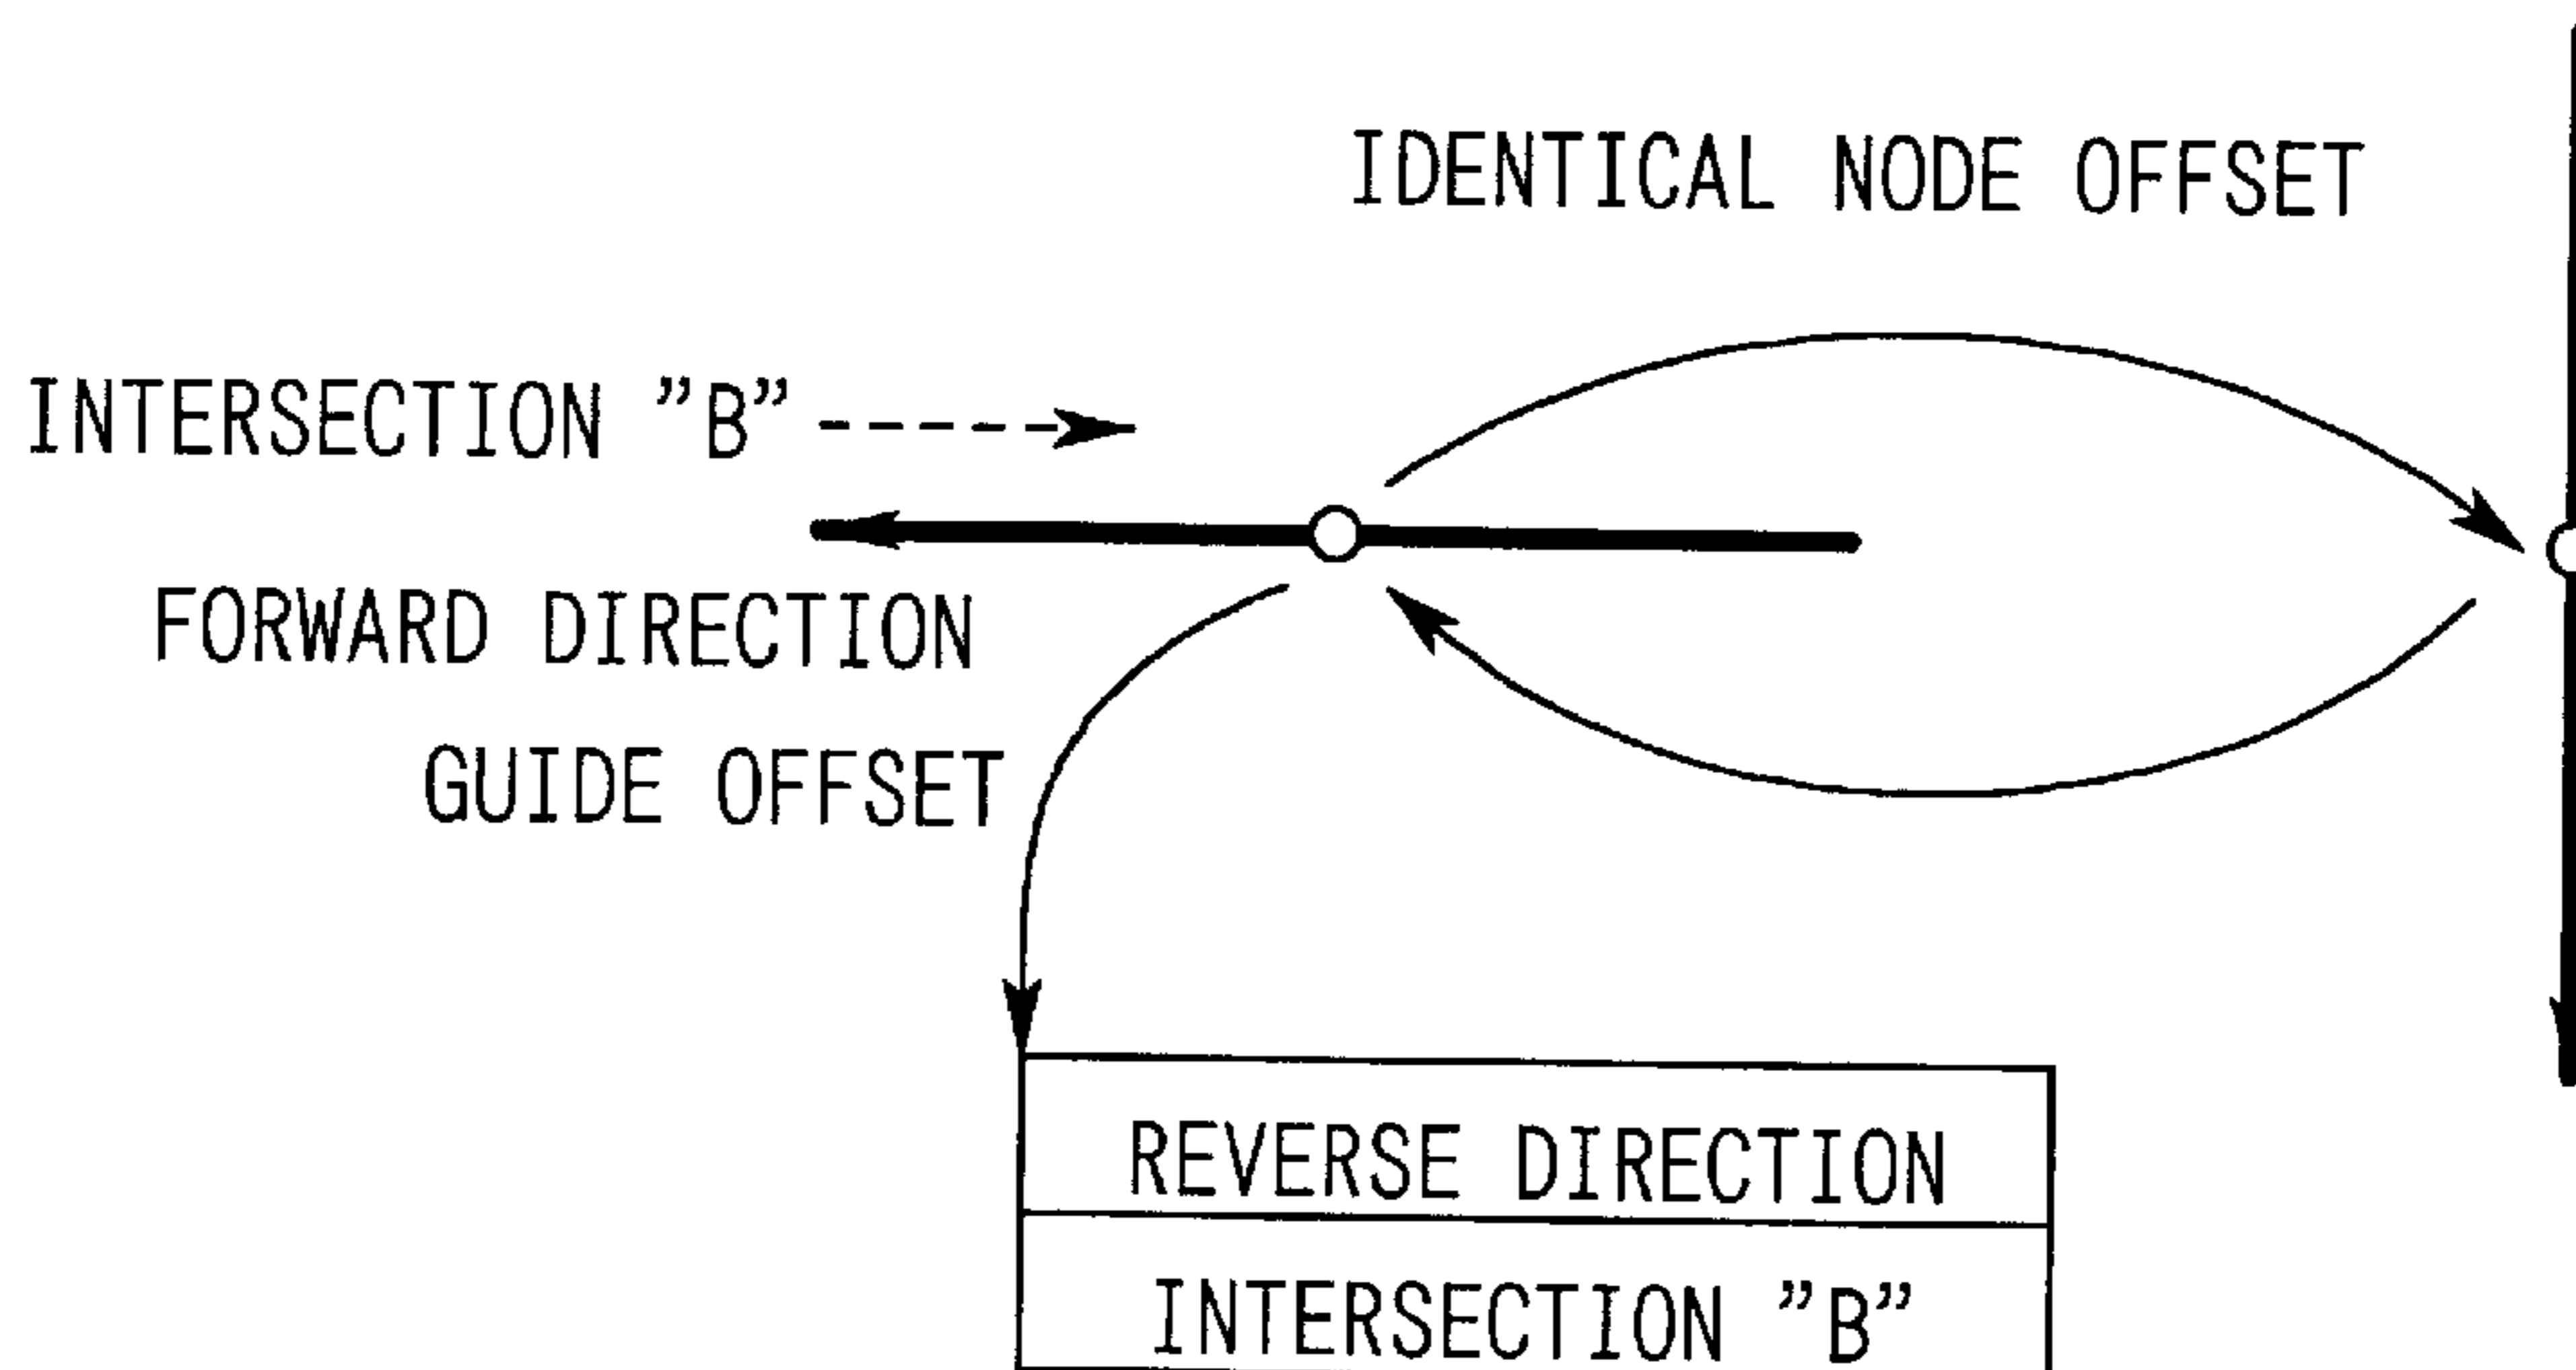 IDENTICAL NODE OFFSET
INTERSECTION "B"
FORWARD DIRECTION
GUIDE OFFSET
REVERSE DIRECTION
INTERSECTION "B"